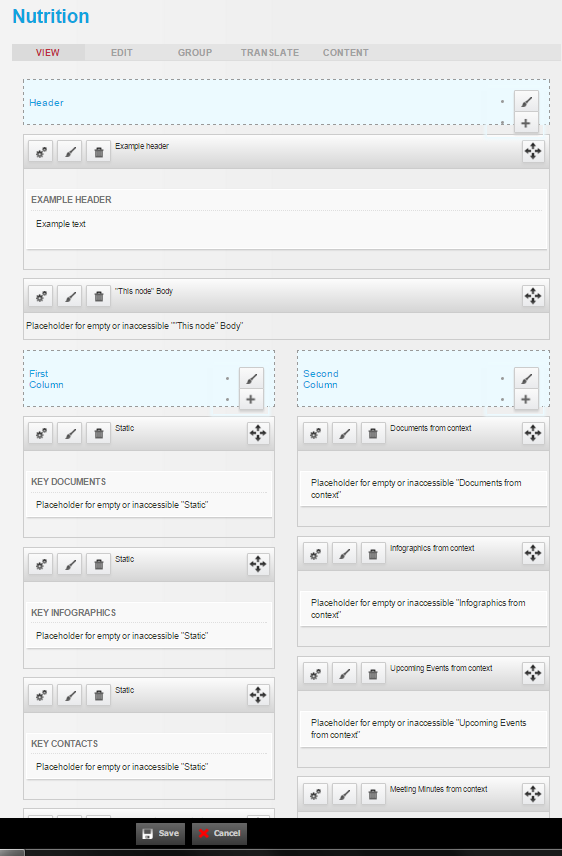 Nutrition
VIEW EDIT GROUP TRANSLATE CONTENT
Header
Example header
EXAMPLE HEADER
Example text
"This node" Body
Placeholder for empty or inaccessible ""This node" Body"
First
Column
Static
KEY DOCUMENTS
Placeholder for empty or inaccessible "Static"
Static
KEY INFOGRAPHICS
Placeholder for empty or inaccessible "Static"
Static
KEY CONTACTS
Placeholder for empty or inaccessible "Static"
Second
Column
Documents from context
Placeholder for empty or inaccessible "Documents from
context"
Infographics from context
Placeholder for empty or inaccessible "Infographics from
context"
Upcoming Events from context
Placeholder for empty or inaccessible "Upcoming Events
from context"
Meeting Minutes from context
Save Cancel